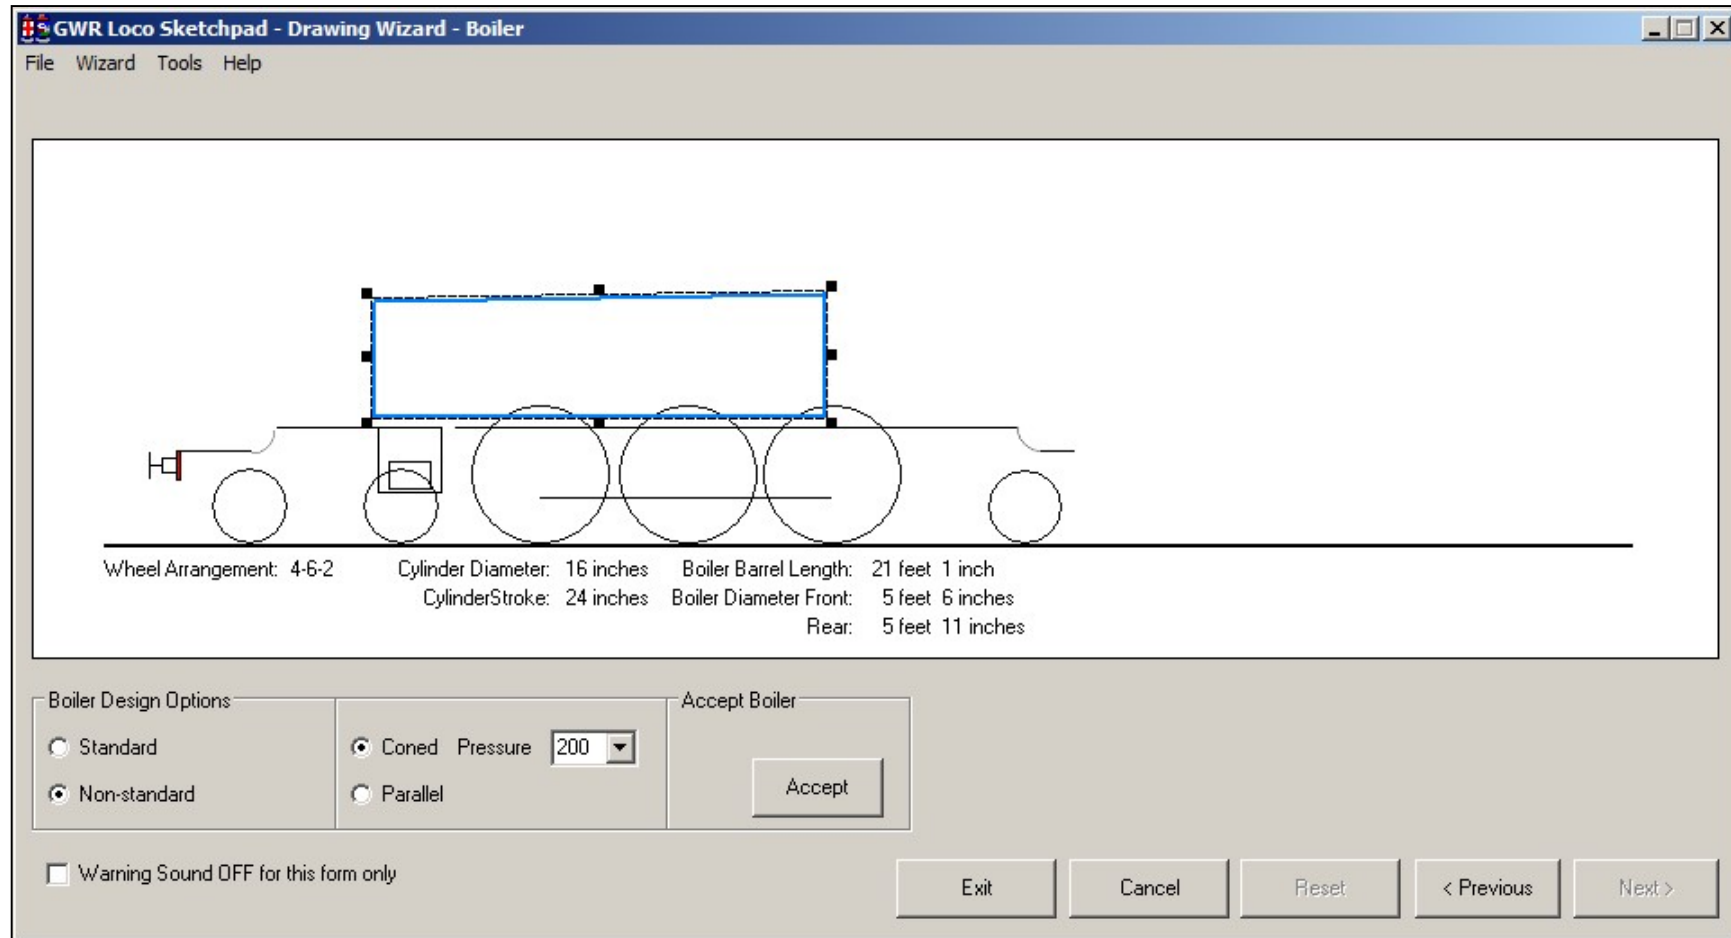 GWR Loco Sketchpad - Drawing Wizard - Boiler
File Wizard Tools Help
Wheel Arrangement: 4-6-2 Cylinder Diameter: 16 inches Boiler Barrel Length: 21 feet 1 inch
CylinderStroke: 24 inches Boiler Diameter Front: 5 feet 6 inches
Rear: 5 feet 11 inches
Boiler Design Options Accept Boiler
Standard Coned Pressure 200
Non-standard Parallel Accept
Warning Sound OFF for this form only
Exit Cancel Reset < Previous Next >